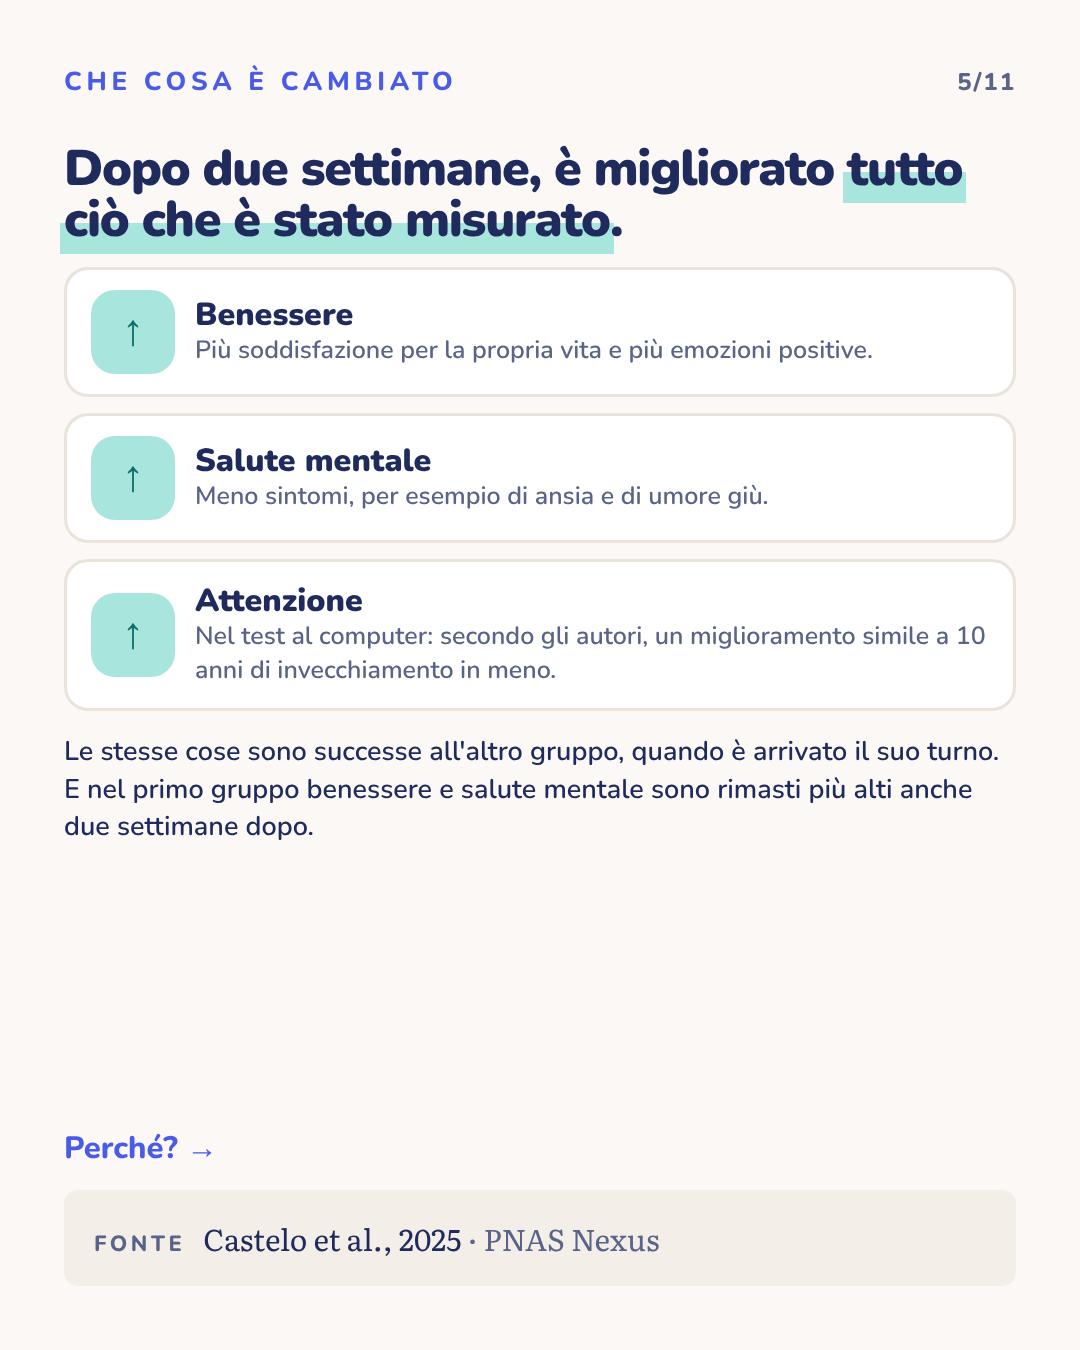 CHE COSA È CAMBIATO
5/11
Dopo due settimane, è migliorato tutto
ciò che è stato misurato.
↑
Benessere
Più soddisfazione per la propria vita e più emozioni positive.
↑
Salute mentale
Meno sintomi, per esempio di ansia e di umore giù.
↑
Attenzione
Nel test al computer: secondo gli autori, un miglioramento simile a 10
anni di invecchiamento in meno.
Le stesse cose sono successe all'altro gruppo, quando è arrivato il suo turno.
E nel primo gruppo benessere e salute mentale sono rimasti più alti anche
due settimane dopo.
Perché? →
FONTE Castelo et al., 2025 · PNAS Nexus